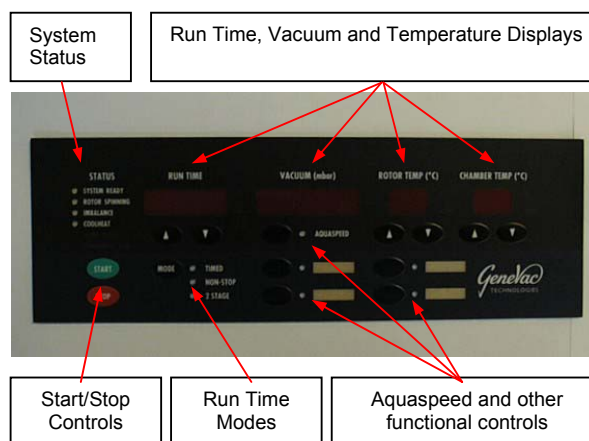 System
Status
Run Time, Vacuum and Temperature Displays
STATUS
SYSTEM READY
ROTOR SPINNING
IMBALANCE
COOLHEAT
RUN TIME
VACUUM (mbar)
ROTOR TEMP (°C)
CHAMBER TEMP (°C)
AQUASPEED
START
STOP
MODE
TIMED
NON-STOP
2 STAGE
GeneVac
TECHNOLOGIES
Start/Stop
Controls
Run Time
Modes
Aquaspeed and other
functional controls